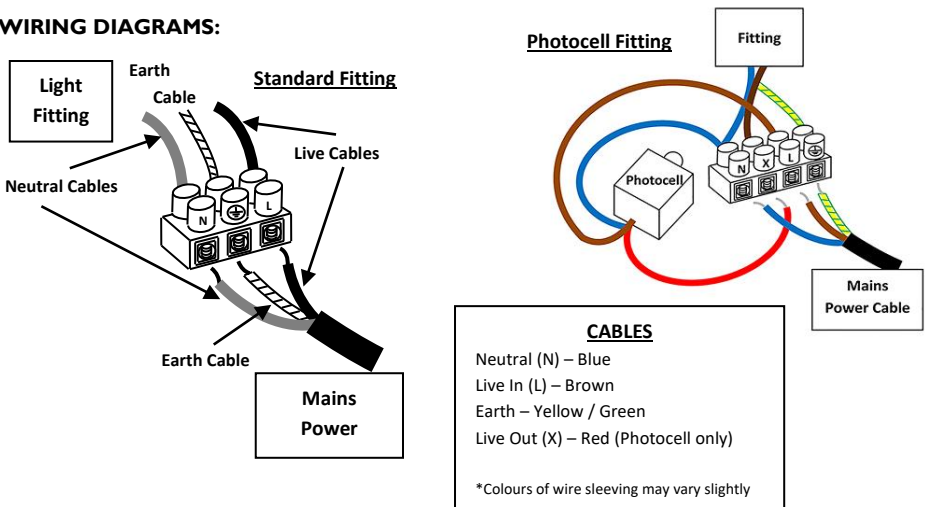 WIRING DIAGRAMS:
Light
Fitting
Earth
Cable
Standard Fitting
Live Cables
Neutral Cables
N
L
Earth Cable
Mains
Power
Photocell Fitting
Fitting
Photocell
N
X
L
Mains
Power Cable
CABLES
Neutral (N) – Blue
Live In (L) – Brown
Earth – Yellow / Green
Live Out (X) – Red (Photocell only)
*Colours of wire sleeving may vary slightly